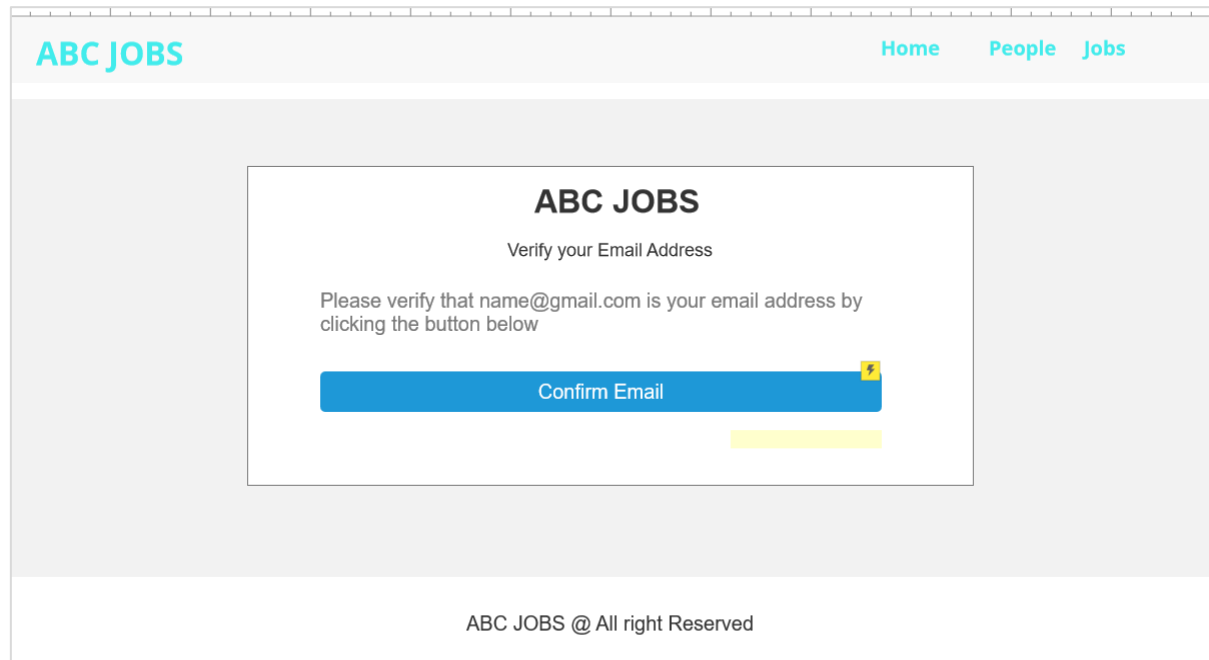 ABC JOBS
Home People Jobs
ABC JOBS
Verify your Email Address
Please verify that name@gmail.com is your email address by
clicking the button below
Confirm Email
ABC JOBS @ All right Reserved